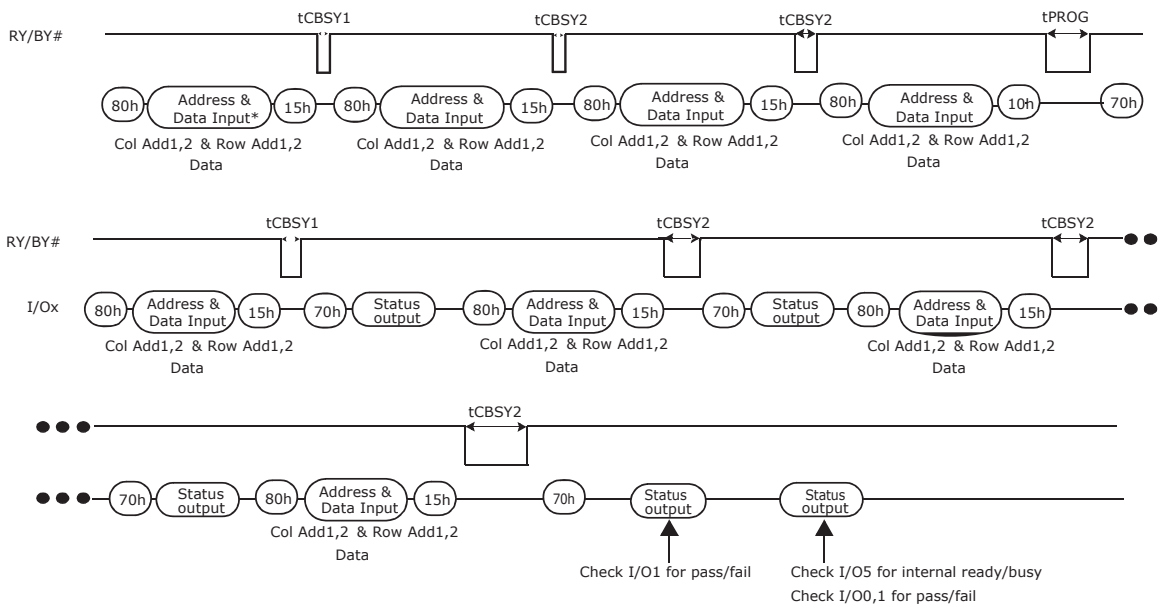 tCBSY1 tCBSY2 tCBSY2 tPROG
RY/BY#
80h Address & Data Input* 15h 80h Address & Data Input 15h 80h Address & Data Input 15h 80h Address & Data Input 10h 70h
Col Add1,2 & Row Add1,2 Col Add1,2 & Row Add1,2 Col Add1,2 & Row Add1,2 Col Add1,2 & Row Add1,2
Data Data Data Data
tCBSY1 tCBSY2 tCBSY2
RY/BY#
I/Ox 80h Address & Data Input 15h 70h Status output 80h Address & Data Input 15h 70h Status output 80h Address & Data Input 15h
Col Add1,2 & Row Add1,2 Col Add1,2 & Row Add1,2 Col Add1,2 & Row Add1,2
Data Data Data
tCBSY2
70h Status output 80h Address & Data Input 15h 70h Status output Status output
Col Add1,2 & Row Add1,2
Data
Check I/O1 for pass/fail Check I/O5 for internal ready/busy
Check I/O0,1 for pass/fail